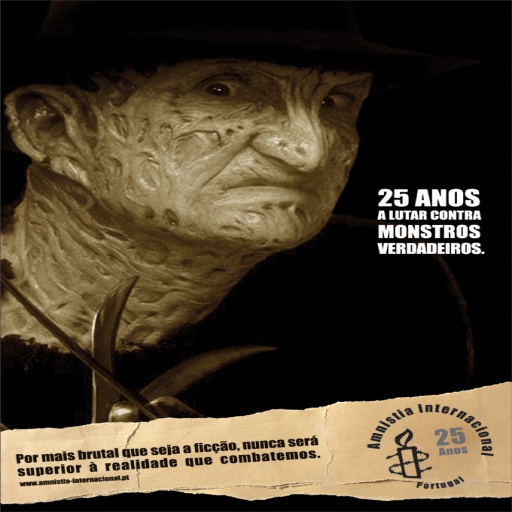 25 ANOS
A LUTAR CONTRA
MONSTROS
VERDADEIROS.
Por mais brutal que seja a ficção, nunca será
superior à realidade que combatemos.
www.amnistia-internacional.pt
Amnistia Internacional
25
Anos
Portugal